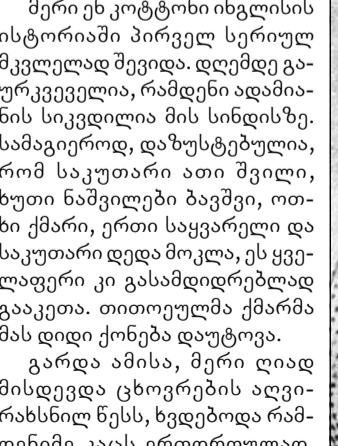 მერი ენ კოტტონი ინგლისის
ისტორიაში პირველ სერიულ
მკვლელად შევიდა. დღემდე გა-
ურკვეველია, რამდენი ადამია-
ნის სიკვდილია მის სინდისზე.
სამაგიეროდ, დაზუსტებულია,
რომ საკუთარი ათი შვილი,
ხუთი ნაშვილები ბავშვი, ოთ-
ხი ქმარი, ერთი საყვარელი და
საკუთარი დედა მოკლა, ეს ყვე-
ლაფერი კი გასამდიდრებლად
გააკეთა. თითოეულმა ქმარმა
მას დიდი ქონება დაუტოვა.
გარდა ამისა, მერი ღიად
მისდევდა ცხოვრების აღვი-
რახსნილ წესს, ხვდებოდა რამ-
დენიმე კაცს ერთდროულად